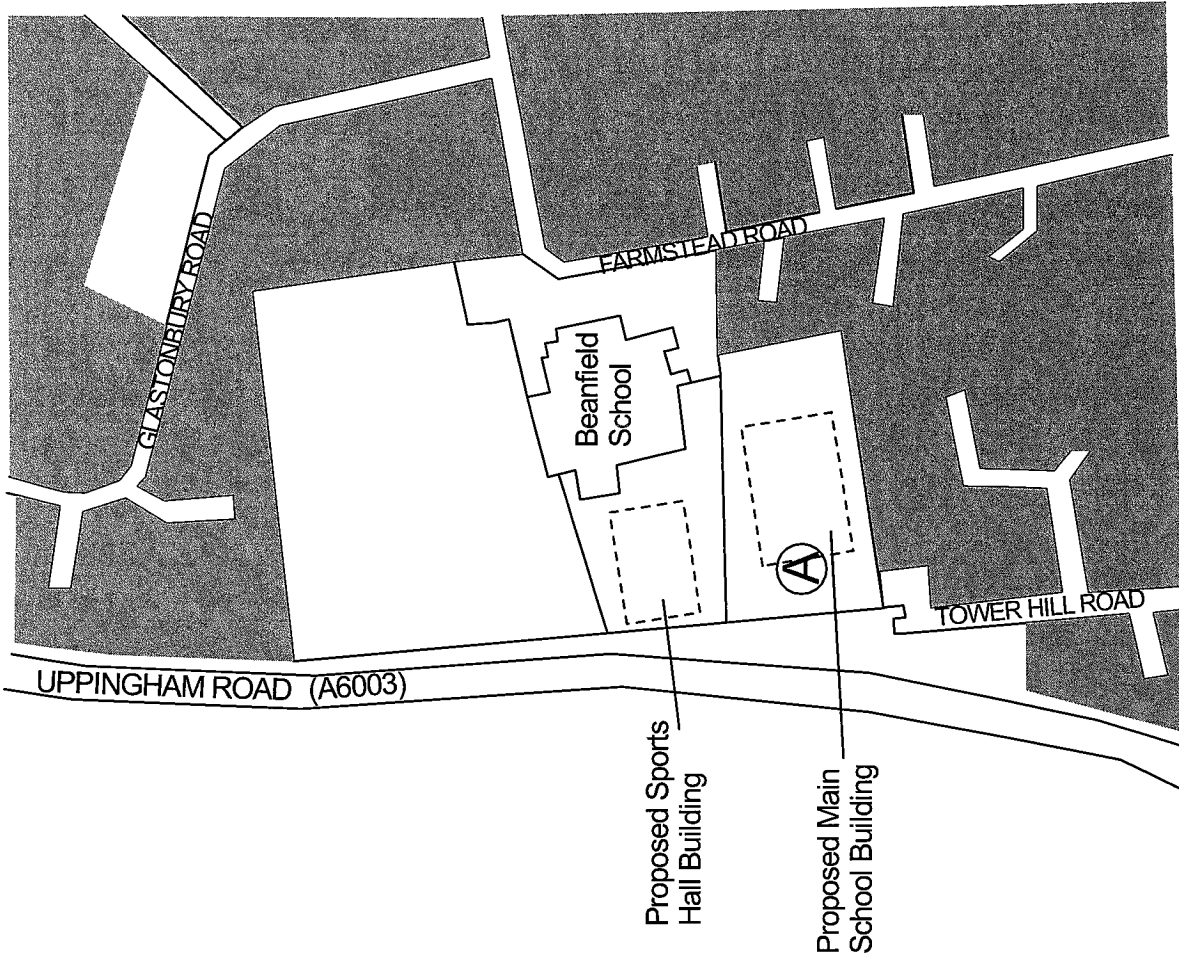 GLASTONBURY ROAD
FARMSTEAD ROAD
Beanfield
School
A
TOWER HILL ROAD
UPPINGHAM ROAD (A6003)
Proposed Sports
Hall Building
Proposed Main
School Building